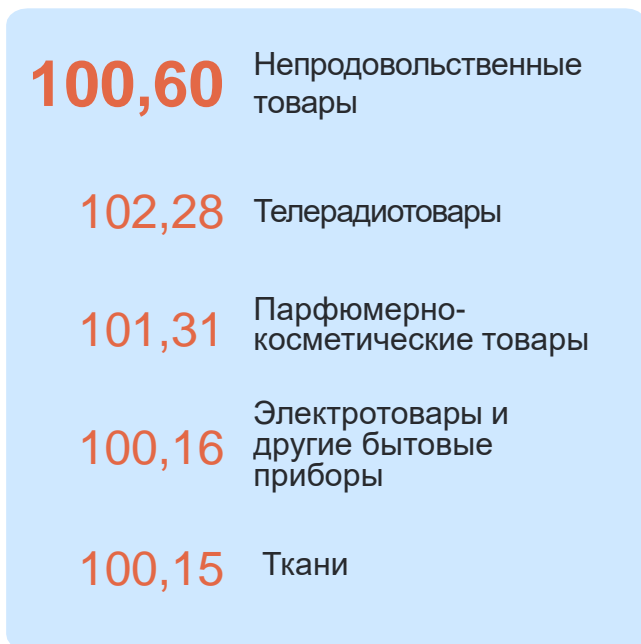 100,60 Непродовольственные
товары
102,28 Телерадиотовары
101,31 Парфюмерно-
косметические товары
100,16 Электротовары и
другие бытовые
приборы
100,15 Ткани